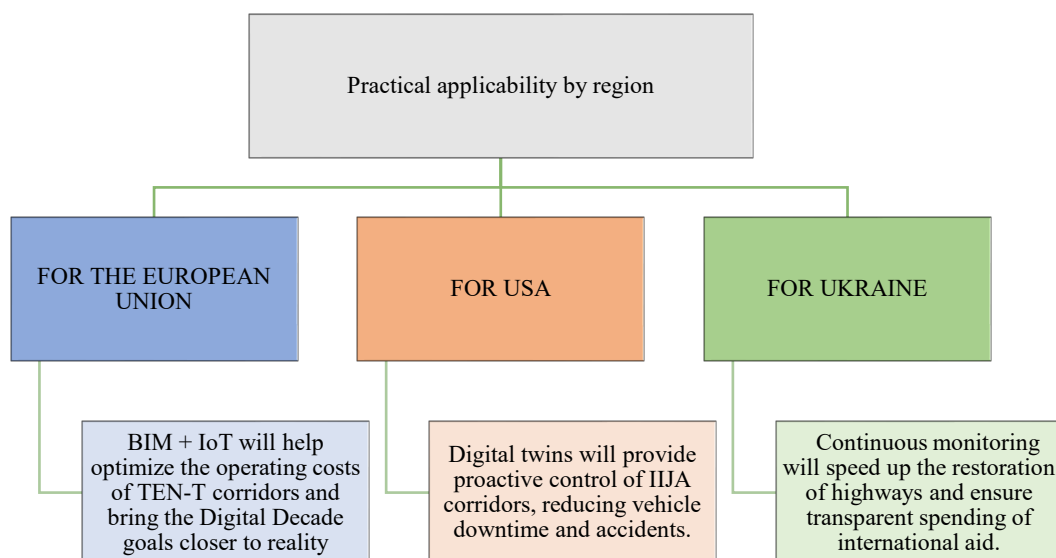 Practical applicability by region
FOR THE EUROPEAN
UNION
FOR USA
FOR UKRAINE
BIM + IoT will help
optimize the operating costs
of TEN-T corridors and
bring the Digital Decade
goals closer to reality
Digital twins will provide
proactive control of IIJA
corridors, reducing vehicle
downtime and accidents.
Continuous monitoring
will speed up the restoration
of highways and ensure
transparent spending of
international aid.